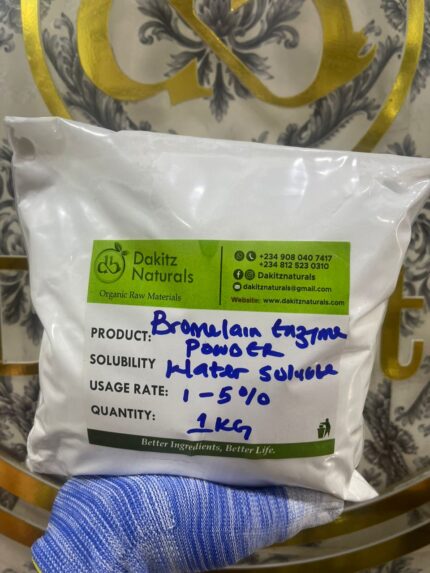 Dakitz
Naturals
Organic Raw Materials
+234 908 040 7417
+234 812 523 0310
Dakitznaturals
dakitznaturals@gmail.com
Website: www.dakitznaturals.com
PRODUCT: Bromelain Enzyme
POWDER
SOLUBILITY Water soluble
USAGE RATE: 1-5%
QUANTITY: 1KG
Better Ingredients, Better Life.